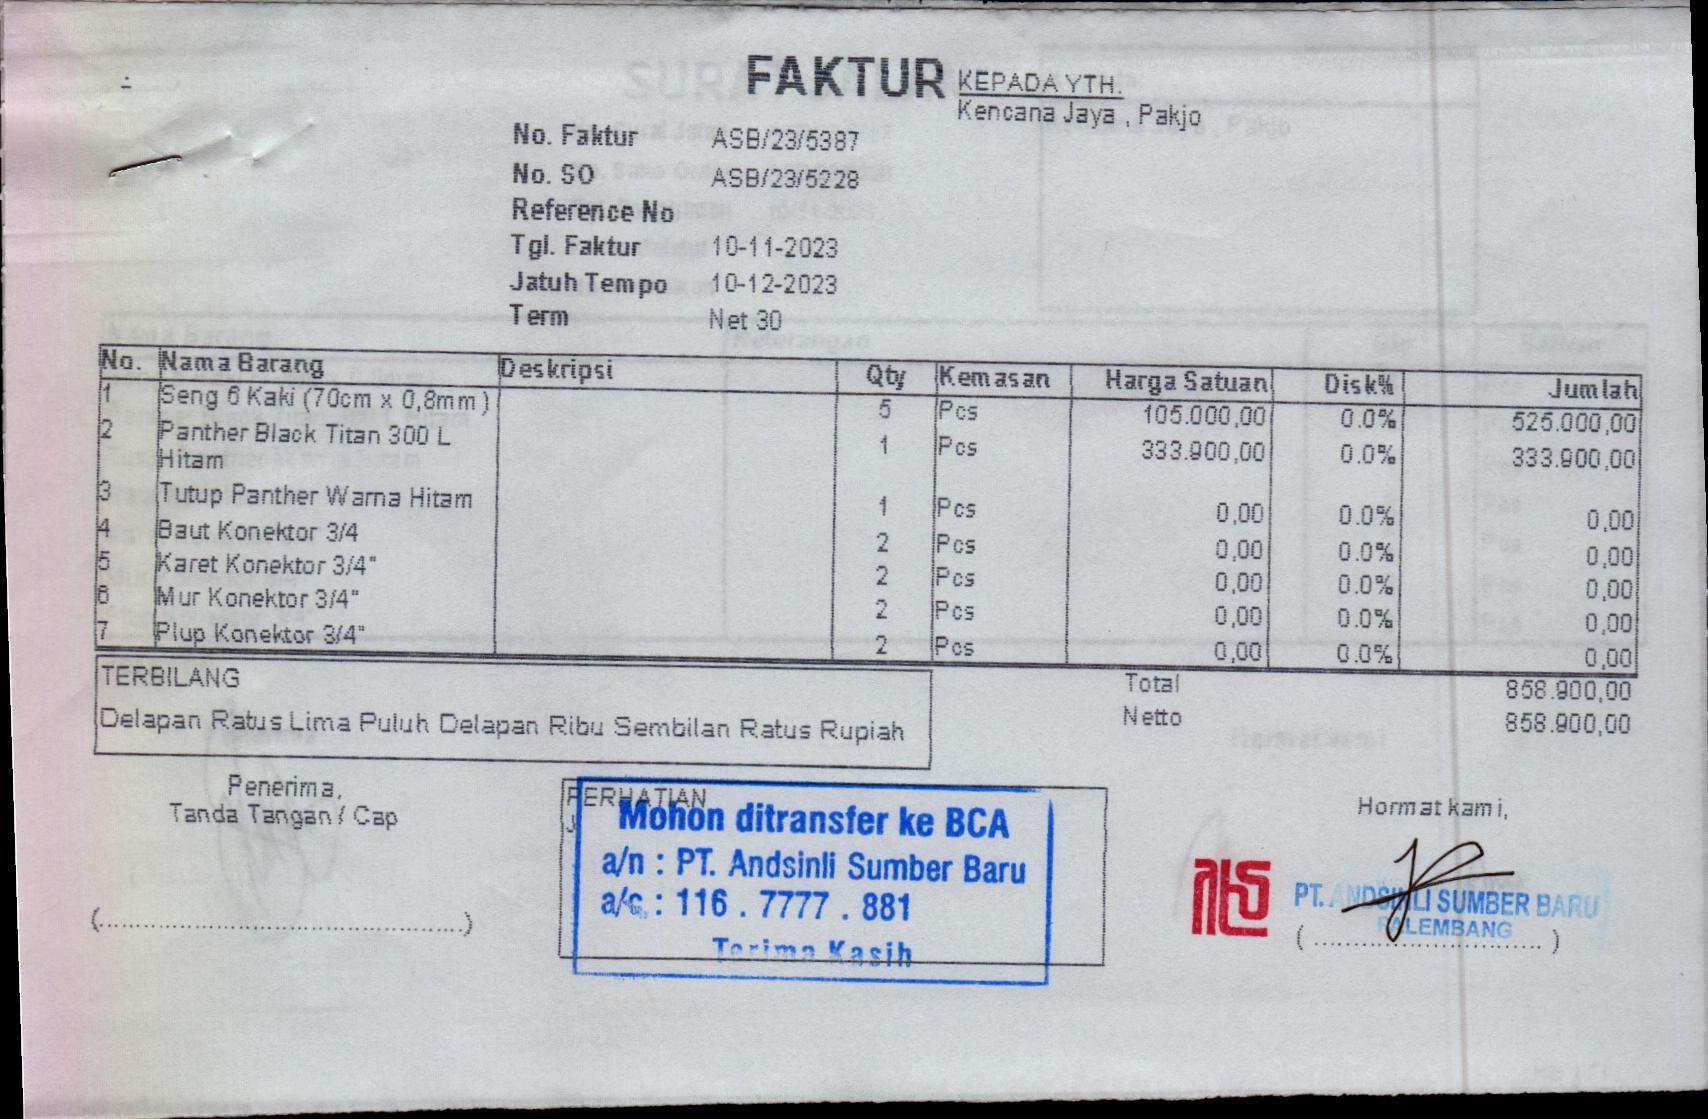 FAKTUR
KEPADA YTH.
Kencana Jaya , Pakjo
No. Faktur ASB/23/5387
No. SO ASB/23/5228
Reference No
Tgl. Faktur 10-11-2023
Jatuh Tempo 10-12-2023
Term Net 30
No. Nama Barang Deskripsi Qty Kemasan Harga Satuan Disk% Jumlah
1 Seng 6 Kaki (70cm x 0,8mm) 5 Pcs 105.000,00 0.0% 525.000,00
2 Panther Black Titan 300 L 1 Pcs 333.900,00 0.0% 333.900,00
Hitam
3 Tutup Panther Warna Hitam 1 Pcs 0,00 0.0% 0,00
4 Baut Konektor 3/4 2 Pcs 0,00 0.0% 0,00
5 Karet Konektor 3/4" 2 Pcs 0,00 0.0% 0,00
6 Mur Konektor 3/4" 2 Pcs 0,00 0.0% 0,00
7 Plup Konektor 3/4" 2 Pcs 0,00 0.0% 0,00
TERBILANG
Delapan Ratus Lima Puluh Delapan Ribu Sembilan Ratus Rupiah
Total 858.900,00
Netto 858.900,00
Penerima,
Tanda Tangan / Cap
(................................................)
PERHATIAN
Mohon ditransfer ke BCA
a/n : PT. Andsinli Sumber Baru
a/c. : 116 . 7777 . 881
Terima Kasih
Hormat kami,
PT. ANDSINLI SUMBER BARU
PALEMBANG
(..............................)